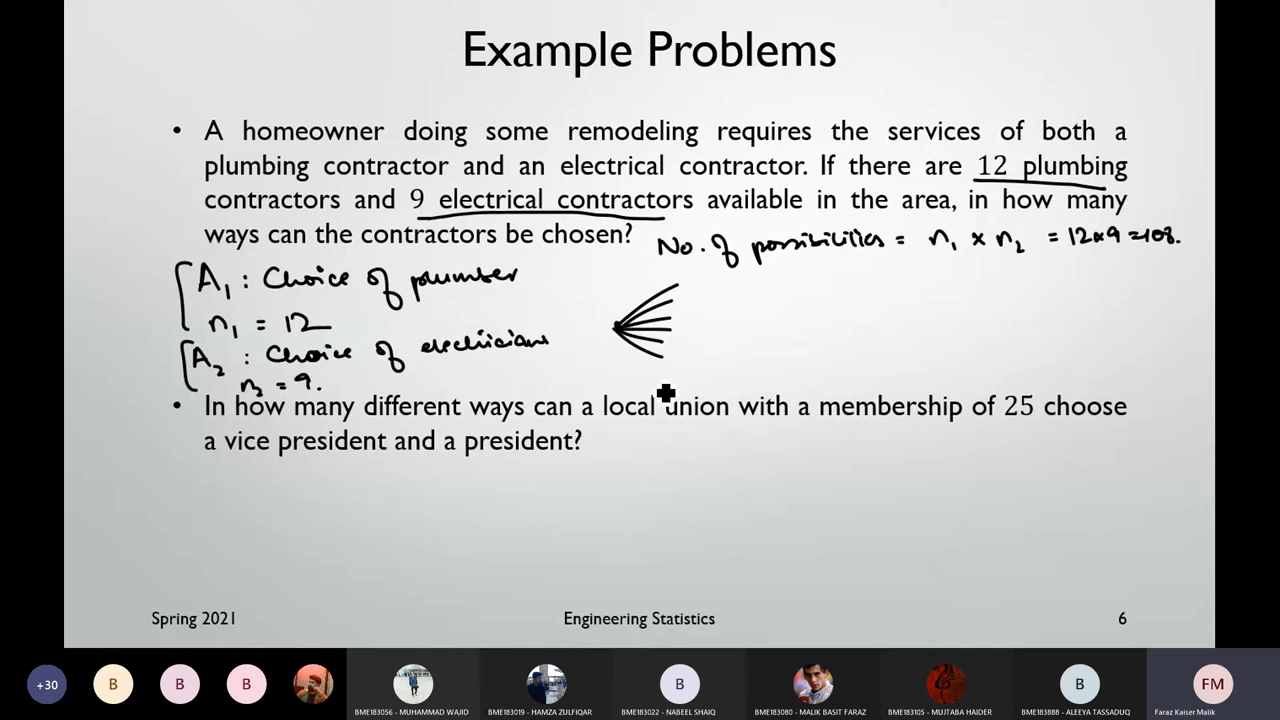 Example Problems
• A homeowner doing some remodeling requires the services of both a
plumbing contractor and an electrical contractor. If there are 12 plumbing
contractors and 9 electrical contractors available in the area, in how many
ways can the contractors be chosen?
No. of possibilities = n₁ × n₂ = 12×9=108.
A₁ : Choice of plumber
n₁ = 12
A₂ : Choice of electricians
n₂ = 9.
• In how many different ways can a local union with a membership of 25 choose
a vice president and a president?
Spring 2021 Engineering Statistics 6
+30 B B B B B FM
BME183056 - MUHAMMAD WAJID BME183019 - HAMZA ZULFIQAR BME183022 - NABEEL SHAIQ BME183080 - MALIK BASIT FARAZ BME183105 - MUJTABA HAIDER BME183888 - ALEEYA TASSADUQ Faraz Kaiser Malik